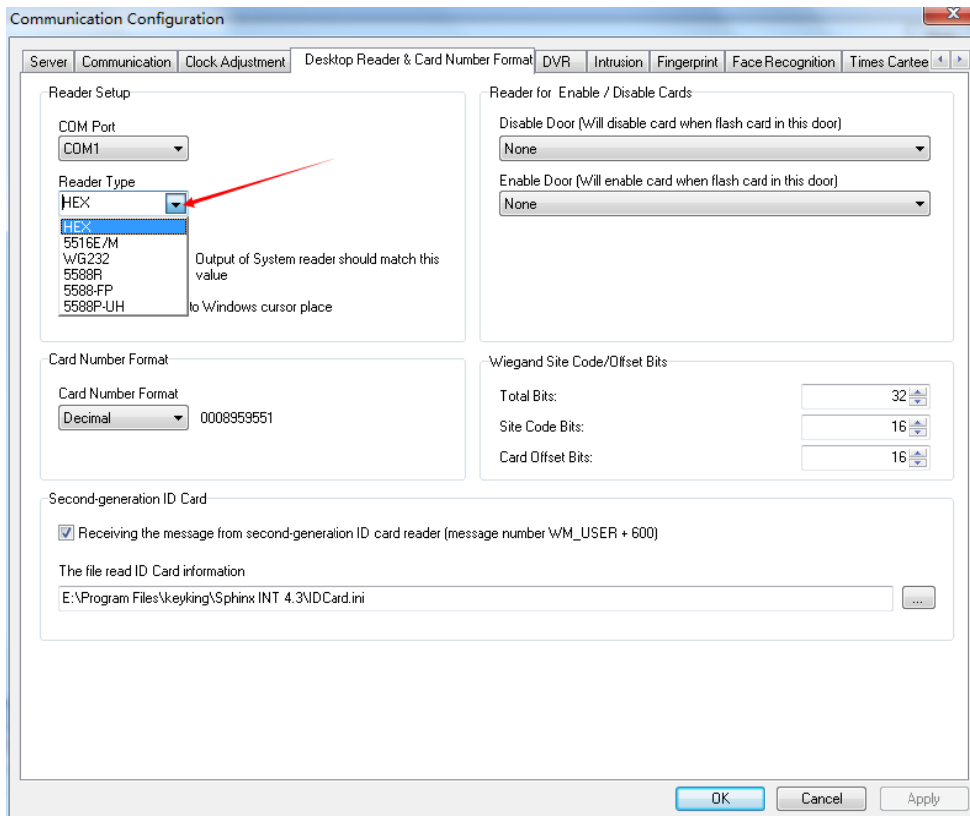 Communication Configuration
Server Communication Clock Adjustment Desktop Reader & Card Number Format DVR Intrusion Fingerprint Face Recognition Times Cantee
Reader Setup
COM Port
COM1
Reader Type
HEX
HEX
5516E/M
WG232
5588R
5588-FP
5588P-UH
Output of System reader should match this
value
to Windows cursor place
Reader for Enable / Disable Cards
Disable Door (Will disable card when flash card in this door)
None
Enable Door (Will enable card when flash card in this door)
None
Card Number Format
Card Number Format
Decimal 0008959551
Wiegand Site Code/Offset Bits
Total Bits: 32
Site Code Bits: 16
Card Offset Bits: 16
Second-generation ID Card
Receiving the message from second-generation ID card reader (message number WM_USER + 600)
The file read ID Card information
E:\Program Files\keyking\Sphinx INT 4.3\IDCard.ini ...
OK Cancel Apply